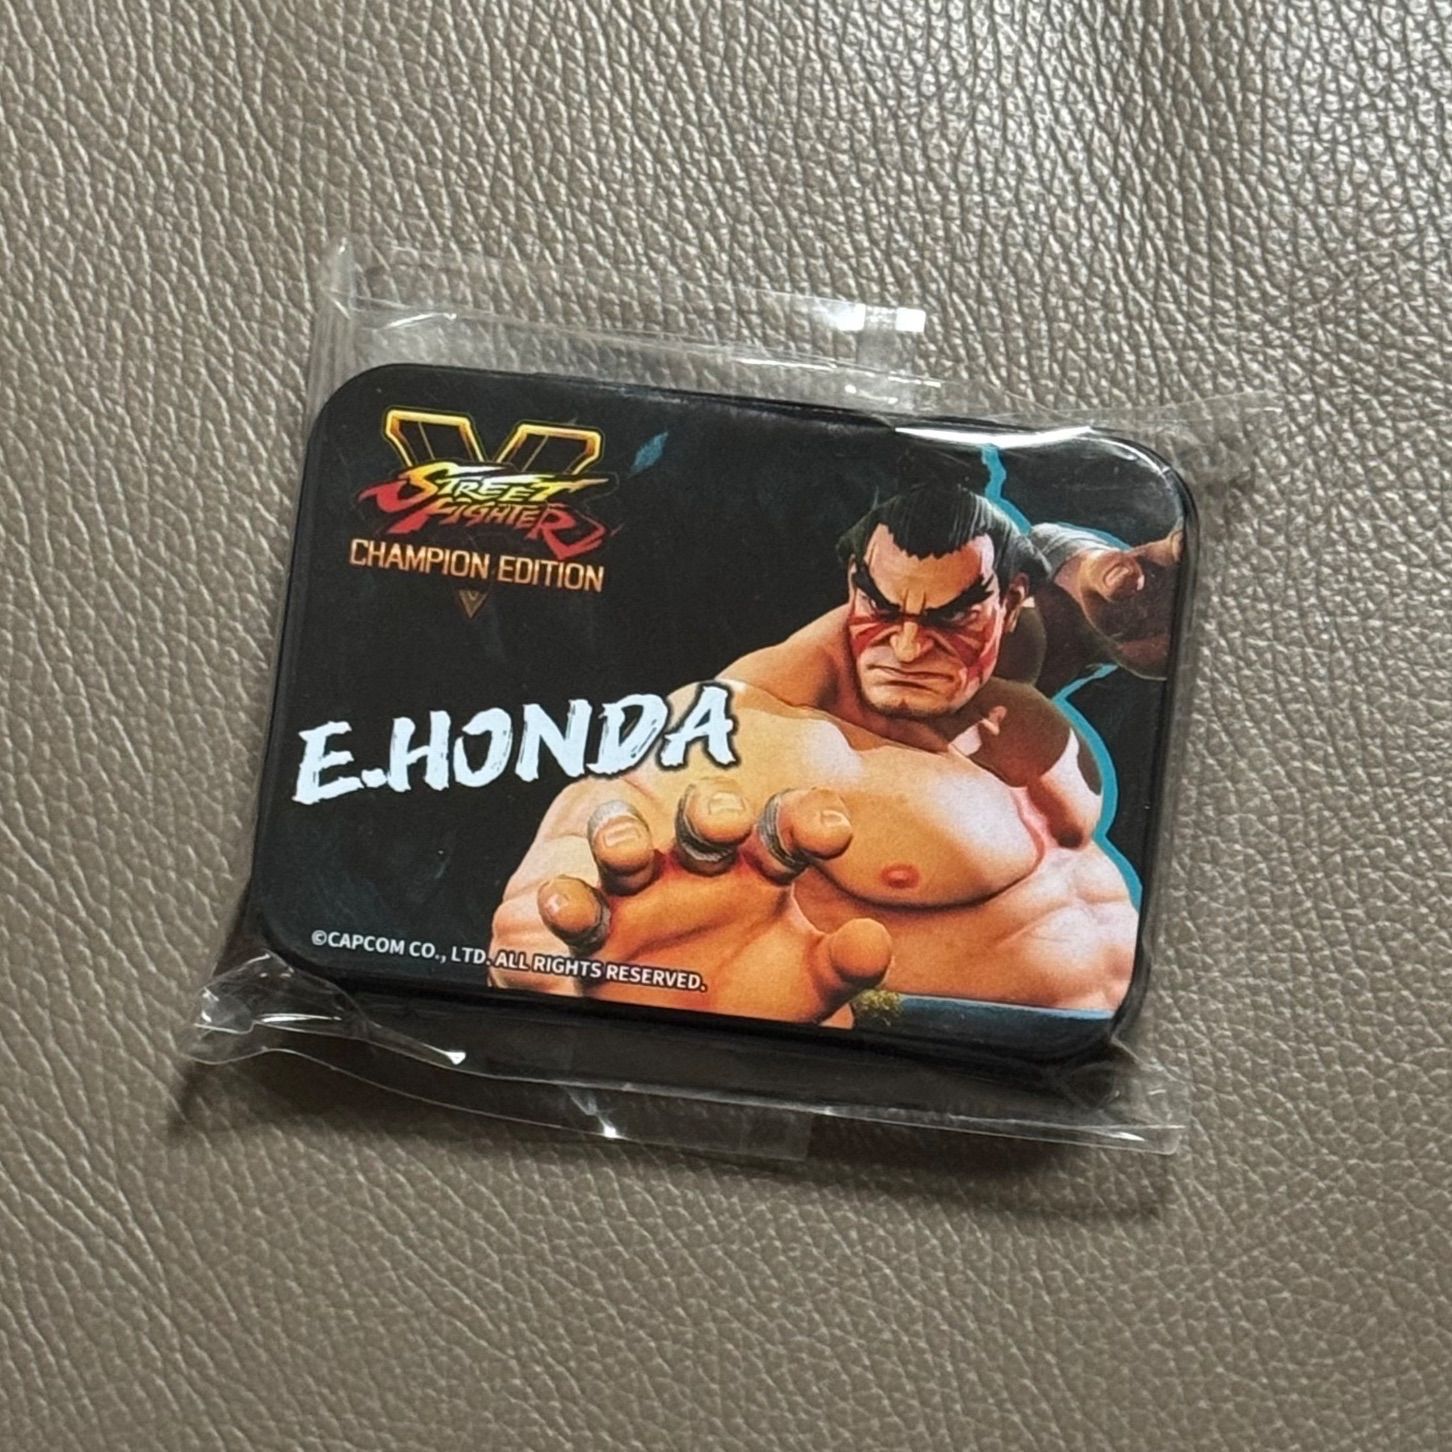 V
STREET
FIGHTER
CHAMPION EDITION
E.HONDA
©CAPCOM CO., LTD. ALL RIGHTS RESERVED.